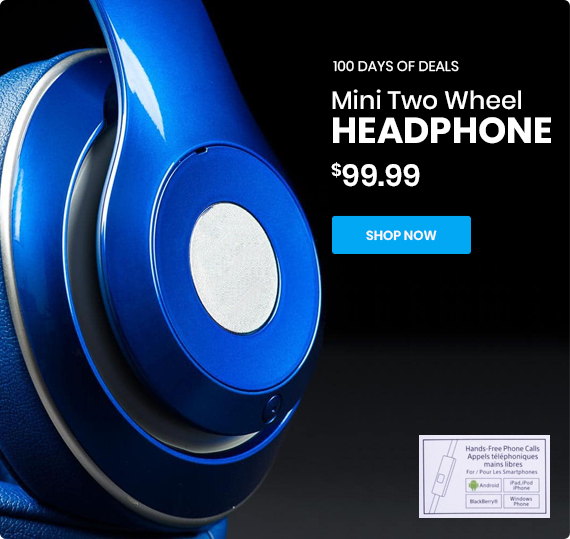 100 DAYS OF DEALS
Mini Two Wheel
HEADPHONE
$99.99
SHOP NOW
Hands-Free Phone Calls
Appels téléphoniques
mains libres
For / Pour Les Smartphones
Android
iPad,iPod
iPhone
BlackBerry®
Windows
Phone